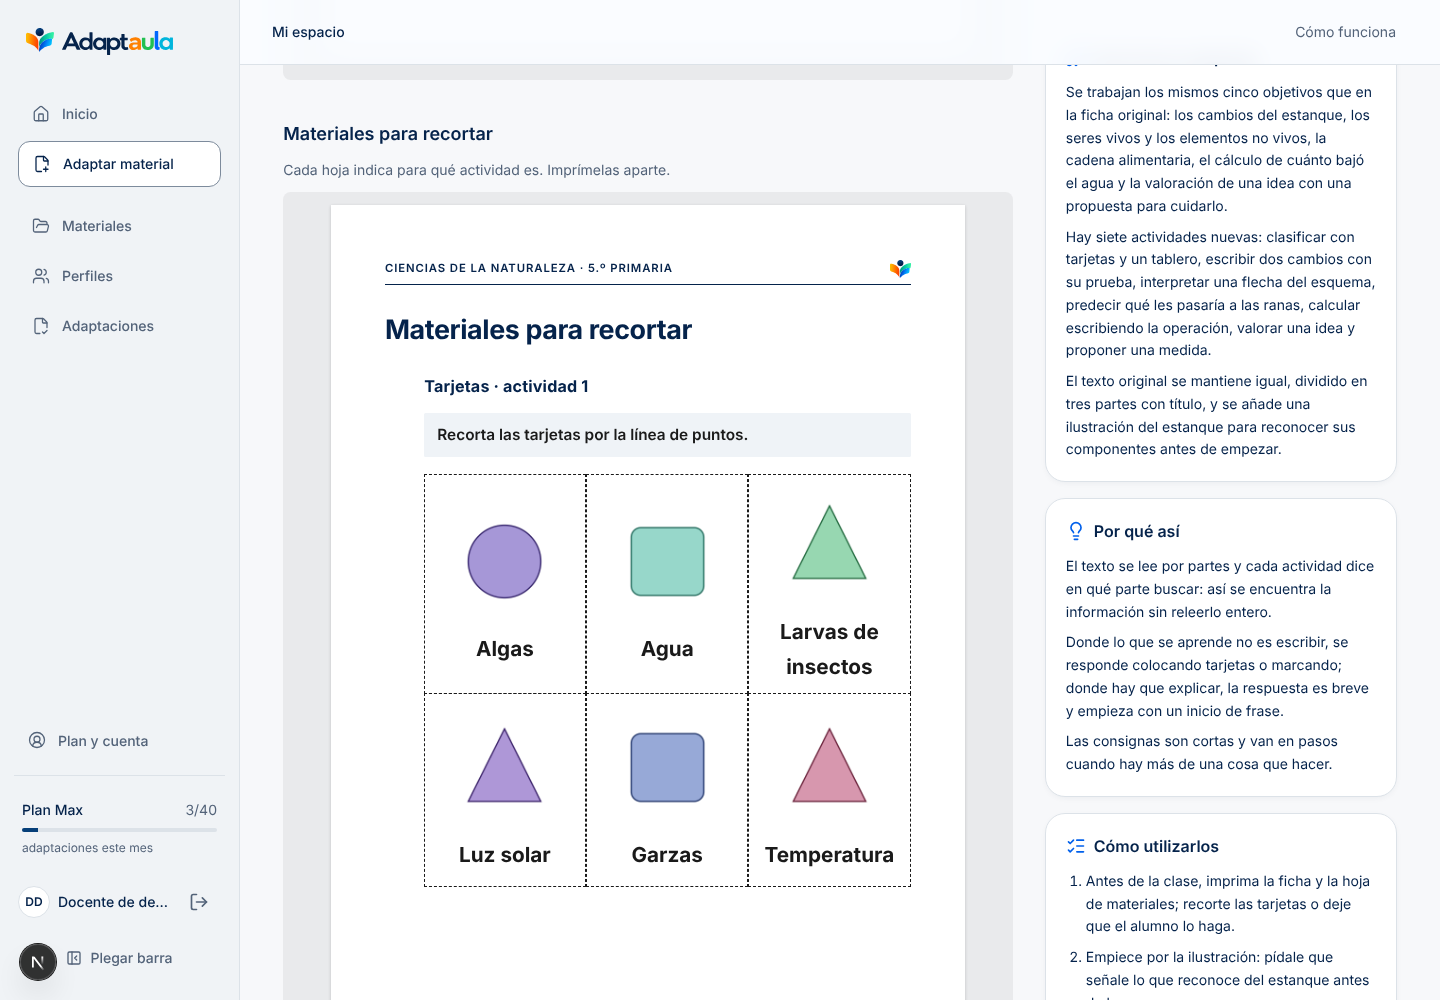 Adaptaula
Inicio
Adaptar material
Materiales
Perfiles
Adaptaciones
Plan y cuenta
Plan Max 3/40
adaptaciones este mes
DD Docente de de...
N Plegar barra
Mi espacio
Cómo funciona
Materiales para recortar
Cada hoja indica para qué actividad es. Imprímelas aparte.
CIENCIAS DE LA NATURALEZA · 5.º PRIMARIA
Materiales para recortar
Tarjetas · actividad 1
Recorta las tarjetas por la línea de puntos.
Algas
Agua
Larvas de
insectos
Luz solar
Garzas
Temperatura
Se trabajan los mismos cinco objetivos que en
la ficha original: los cambios del estanque, los
seres vivos y los elementos no vivos, la
cadena alimentaria, el cálculo de cuánto bajó
el agua y la valoración de una idea con una
propuesta para cuidarlo.
Hay siete actividades nuevas: clasificar con
tarjetas y un tablero, escribir dos cambios con
su prueba, interpretar una flecha del esquema,
predecir qué les pasaría a las ranas, calcular
escribiendo la operación, valorar una idea y
proponer una medida.
El texto original se mantiene igual, dividido en
tres partes con título, y se añade una
ilustración del estanque para reconocer sus
componentes antes de empezar.
Por qué así
El texto se lee por partes y cada actividad dice
en qué parte buscar: así se encuentra la
información sin releerlo entero.
Donde lo que se aprende no es escribir, se
responde colocando tarjetas o marcando;
donde hay que explicar, la respuesta es breve
y empieza con un inicio de frase.
Las consignas son cortas y van en pasos
cuando hay más de una cosa que hacer.
Cómo utilizarlos
1. Antes de la clase, imprima la ficha y la hoja
de materiales; recorte las tarjetas o deje
que el alumno lo haga.
2. Empiece por la ilustración: pídale que
señale lo que reconoce del estanque antes